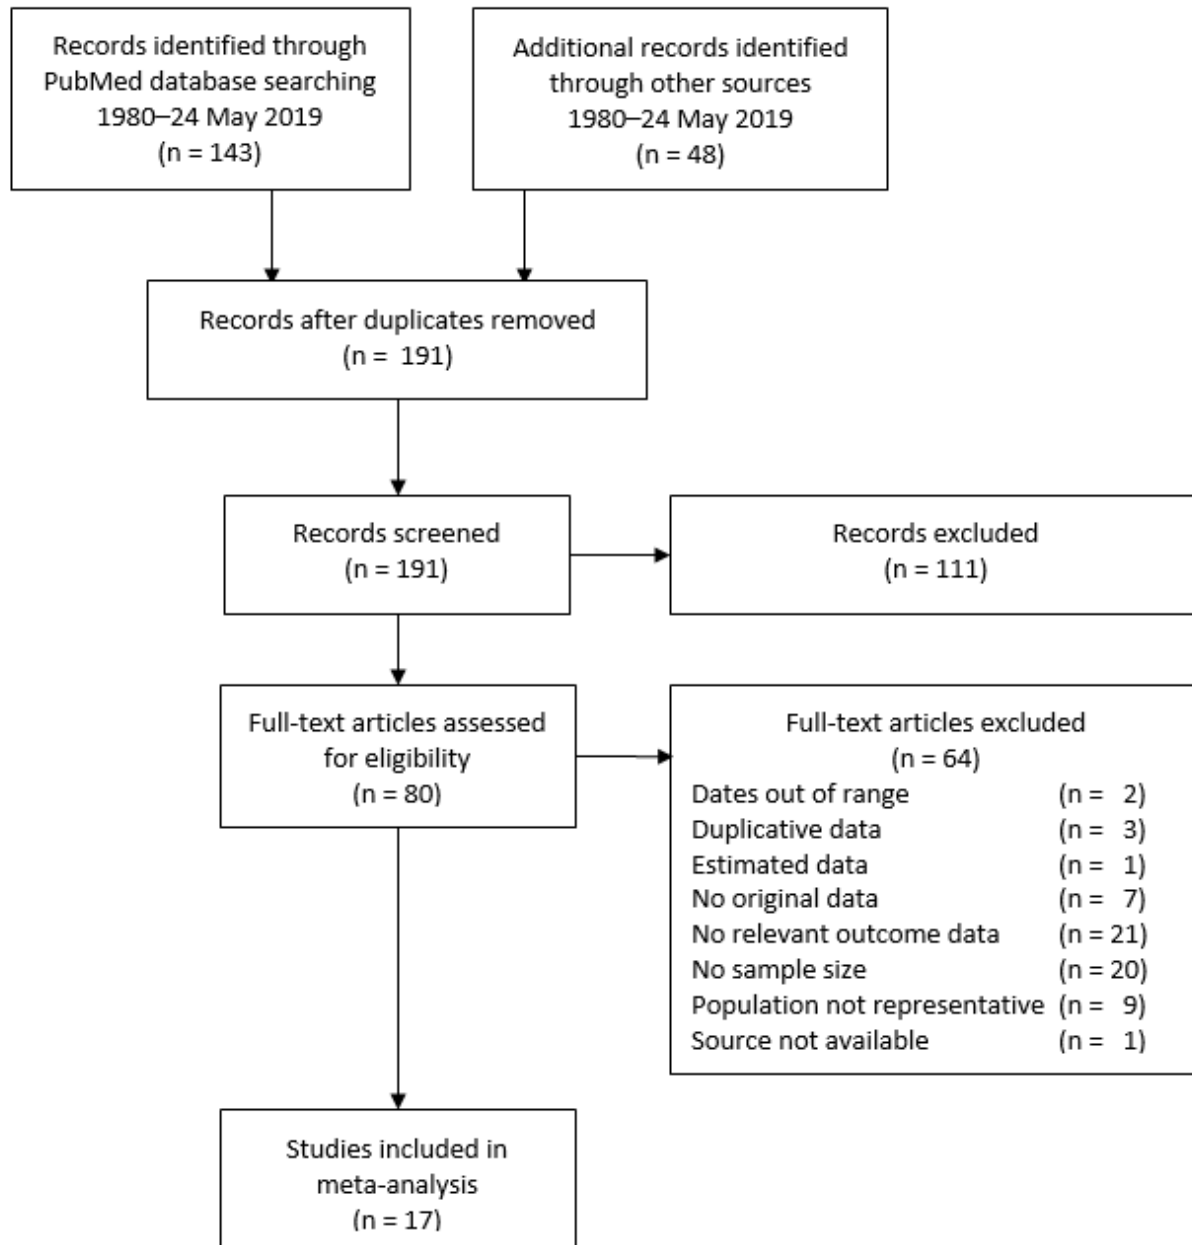 Records identified through
PubMed database searching
1980–24 May 2019
(n = 143)
Additional records identified
through other sources
1980–24 May 2019
(n = 48)
Records after duplicates removed
(n =  191)
Records screened
(n = 191)
Records excluded
(n = 111)
Full-text articles assessed
for eligibility
(n = 80)
Full-text articles excluded
(n = 64)
Dates out of range (n =  2)
Duplicative data (n =  3)
Estimated data (n =  1)
No original data (n =  7)
No relevant outcome data (n = 21)
No sample size (n = 20)
Population not representative (n =  9)
Source not available (n =  1)
Studies included in
meta-analysis
(n = 17)